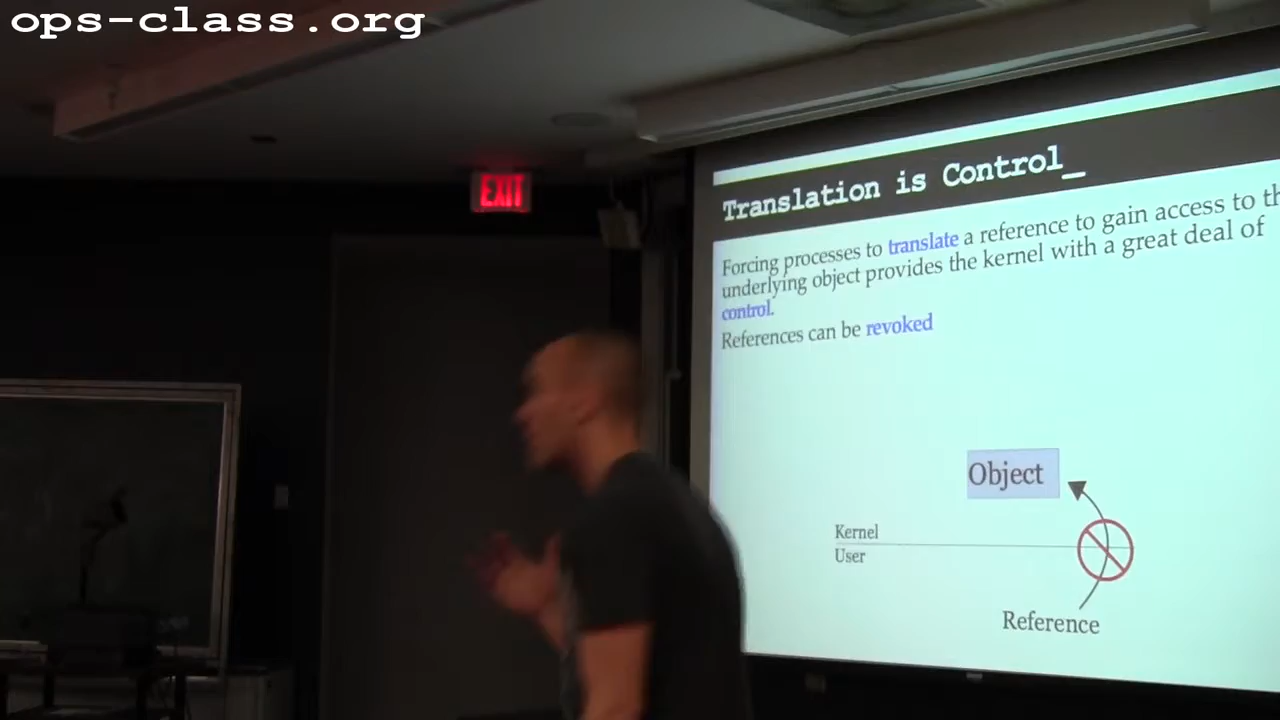 ops-class.org
EXIT
Translation is Control_
Forcing processes to translate a reference to gain access to
underlying object provides the kernel with a great deal of
control.
References can be revoked
Object
Kernel
User
Reference